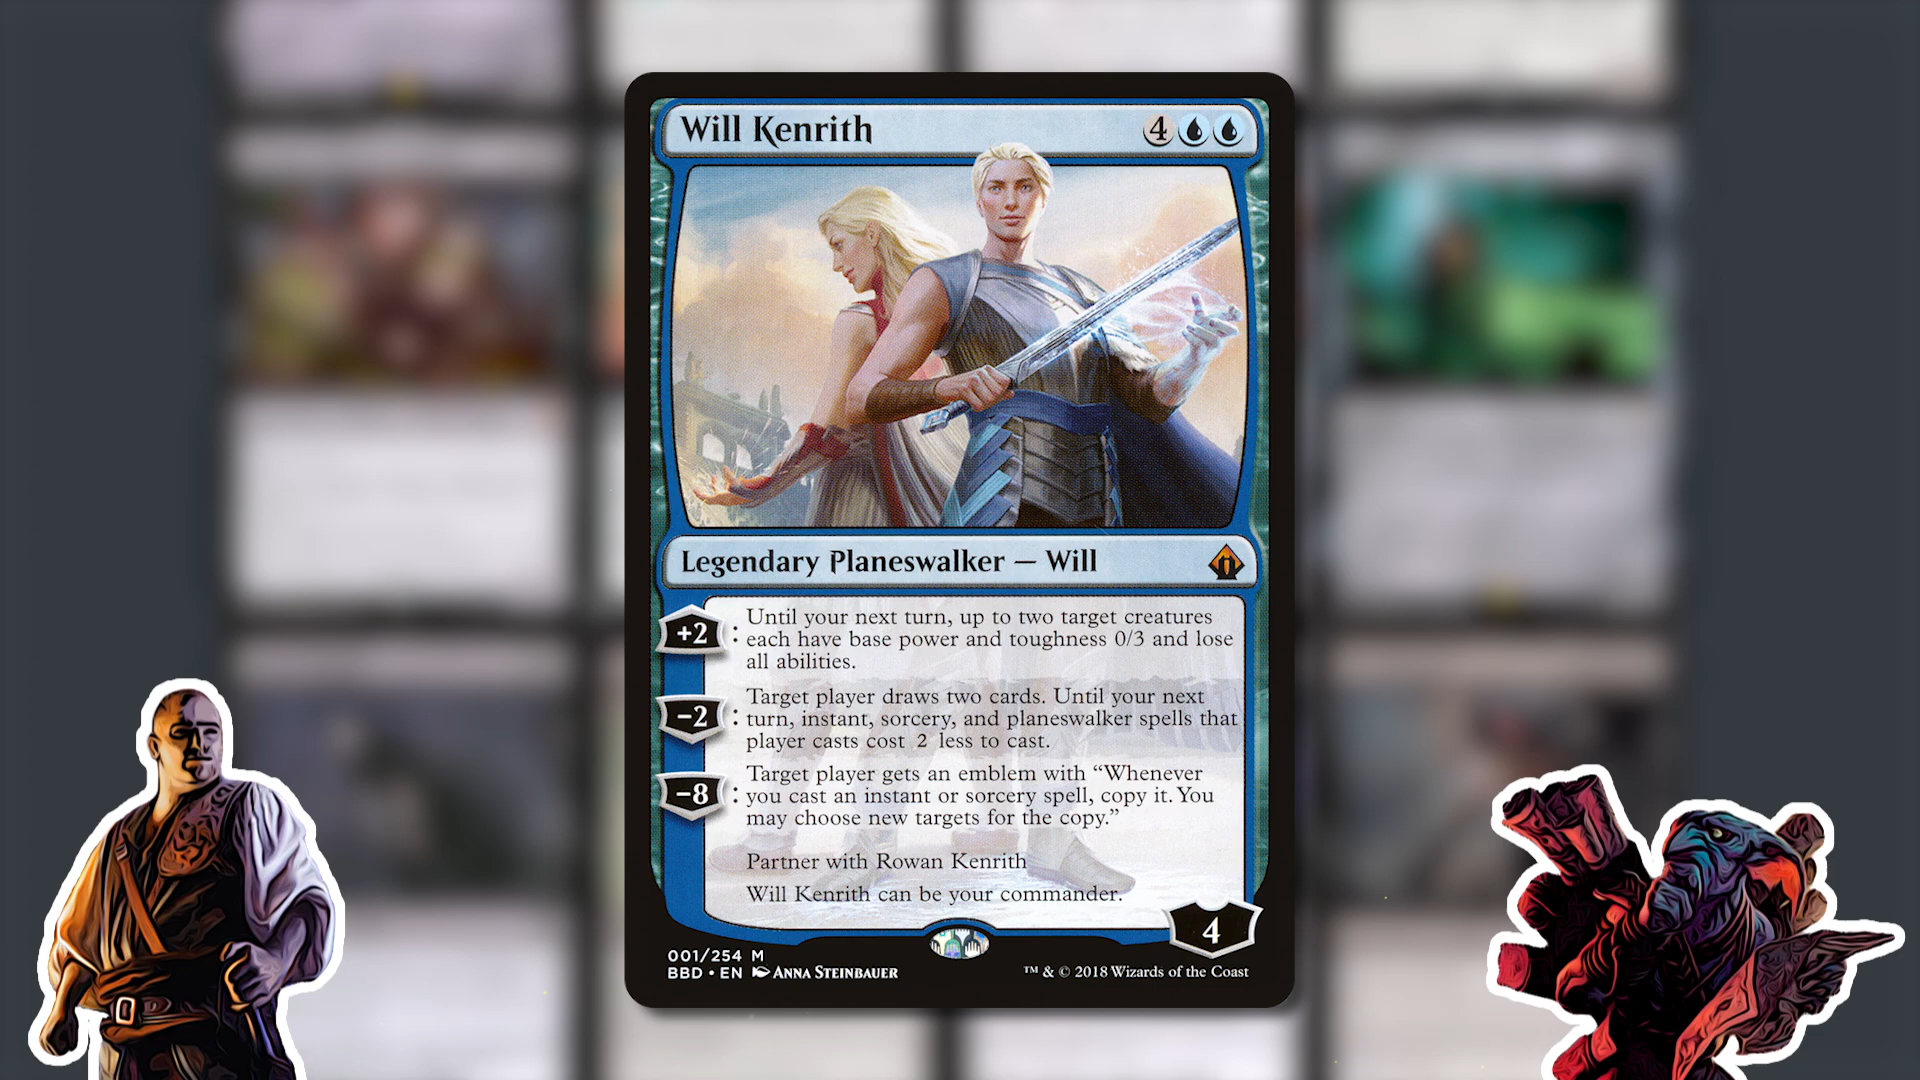 Will Kenrith 4
Legendary Planeswalker — Will
+2: Until your next turn, up to two target creatures
each have base power and toughness 0/3 and lose
all abilities.
−2: Target player draws two cards. Until your next
turn, instant, sorcery, and planeswalker spells that
player casts cost 2 less to cast.
−8: Target player gets an emblem with “Whenever
you cast an instant or sorcery spell, copy it. You
may choose new targets for the copy.”
Partner with Rowan Kenrith
Will Kenrith can be your commander.
4
001/254 M
BBD • EN Anna Steinbauer
™ & © 2018 Wizards of the Coast